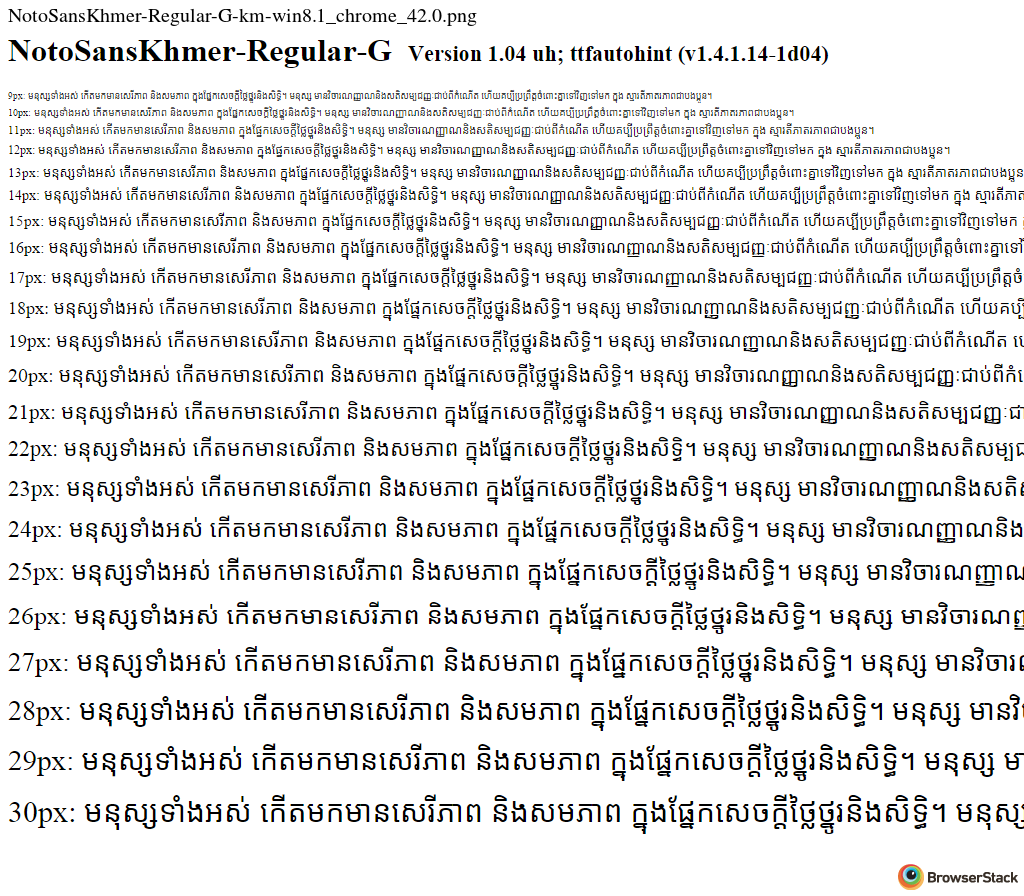 NotoSansKhmer-Regular-G-km-win8.1_chrome_42.0.png
NotoSansKhmer-Regular-G Version 1.04 uh; ttfautohint (v1.4.1.14-1d04)
9px: មនុស្សទាំងអស់ កើតមកមានសេរីភាព និងសមភាព ក្នុងផ្នែកសេចក្ដីថ្លៃថ្នូរនិងសិទ្ធិ។ មនុស្ស មានវិចារណញ្ញាណនិងសតិសម្បជញ្ញៈជាប់ពីកំណើត ហើយគប្បីប្រព្រឹត្តចំពោះគ្នាទៅវិញទៅមក ក្នុង ស្មារតីភាតរភាពជាបងប្អូន។
10px: មនុស្សទាំងអស់ កើតមកមានសេរីភាព និងសមភាព ក្នុងផ្នែកសេចក្ដីថ្លៃថ្នូរនិងសិទ្ធិ។ មនុស្ស មានវិចារណញ្ញាណនិងសតិសម្បជញ្ញៈជាប់ពីកំណើត ហើយគប្បីប្រព្រឹត្តចំពោះគ្នាទៅវិញទៅមក ក្នុង ស្មារតីភាតរភាពជាបងប្អូន។
11px: មនុស្សទាំងអស់ កើតមកមានសេរីភាព និងសមភាព ក្នុងផ្នែកសេចក្ដីថ្លៃថ្នូរនិងសិទ្ធិ។ មនុស្ស មានវិចារណញ្ញាណនិងសតិសម្បជញ្ញៈជាប់ពីកំណើត ហើយគប្បីប្រព្រឹត្តចំពោះគ្នាទៅវិញទៅមក ក្នុង ស្មារតីភាតរភាពជាបងប្អូន។
12px: មនុស្សទាំងអស់ កើតមកមានសេរីភាព និងសមភាព ក្នុងផ្នែកសេចក្ដីថ្លៃថ្នូរនិងសិទ្ធិ។ មនុស្ស មានវិចារណញ្ញាណនិងសតិសម្បជញ្ញៈជាប់ពីកំណើត ហើយគប្បីប្រព្រឹត្តចំពោះគ្នាទៅវិញទៅមក ក្នុង ស្មារតីភាតរភាពជាបងប្អូន។
13px: មនុស្សទាំងអស់ កើតមកមានសេរីភាព និងសមភាព ក្នុងផ្នែកសេចក្ដីថ្លៃថ្នូរនិងសិទ្ធិ។ មនុស្ស មានវិចារណញ្ញាណនិងសតិសម្បជញ្ញៈជាប់ពីកំណើត ហើយគប្បីប្រព្រឹត្តចំពោះគ្នាទៅវិញទៅមក ក្នុង ស្មារតីភាតរភាពជាបងប្អូន
14px: មនុស្សទាំងអស់ កើតមកមានសេរីភាព និងសមភាព ក្នុងផ្នែកសេចក្ដីថ្លៃថ្នូរនិងសិទ្ធិ។ មនុស្ស មានវិចារណញ្ញាណនិងសតិសម្បជញ្ញៈជាប់ពីកំណើត ហើយគប្បីប្រព្រឹត្តចំពោះគ្នាទៅវិញទៅមក ក្នុង ស្មារតីភាត
15px: មនុស្សទាំងអស់ កើតមកមានសេរីភាព និងសមភាព ក្នុងផ្នែកសេចក្ដីថ្លៃថ្នូរនិងសិទ្ធិ។ មនុស្ស មានវិចារណញ្ញាណនិងសតិសម្បជញ្ញៈជាប់ពីកំណើត ហើយគប្បីប្រព្រឹត្តចំពោះគ្នាទៅវិញទៅមក
16px: មនុស្សទាំងអស់ កើតមកមានសេរីភាព និងសមភាព ក្នុងផ្នែកសេចក្ដីថ្លៃថ្នូរនិងសិទ្ធិ។ មនុស្ស មានវិចារណញ្ញាណនិងសតិសម្បជញ្ញៈជាប់ពីកំណើត ហើយគប្បីប្រព្រឹត្តចំពោះគ្នាទៅ
17px: មនុស្សទាំងអស់ កើតមកមានសេរីភាព និងសមភាព ក្នុងផ្នែកសេចក្ដីថ្លៃថ្នូរនិងសិទ្ធិ។ មនុស្ស មានវិចារណញ្ញាណនិងសតិសម្បជញ្ញៈជាប់ពីកំណើត ហើយគប្បីប្រព្រឹត្តចំ
18px: មនុស្សទាំងអស់ កើតមកមានសេរីភាព និងសមភាព ក្នុងផ្នែកសេចក្ដីថ្លៃថ្នូរនិងសិទ្ធិ។ មនុស្ស មានវិចារណញ្ញាណនិងសតិសម្បជញ្ញៈជាប់ពីកំណើត ហើយគប្បី
19px: មនុស្សទាំងអស់ កើតមកមានសេរីភាព និងសមភាព ក្នុងផ្នែកសេចក្ដីថ្លៃថ្នូរនិងសិទ្ធិ។ មនុស្ស មានវិចារណញ្ញាណនិងសតិសម្បជញ្ញៈជាប់ពីកំណើត
20px: មនុស្សទាំងអស់ កើតមកមានសេរីភាព និងសមភាព ក្នុងផ្នែកសេចក្ដីថ្លៃថ្នូរនិងសិទ្ធិ។ មនុស្ស មានវិចារណញ្ញាណនិងសតិសម្បជញ្ញៈជាប់ពីកំ
21px: មនុស្សទាំងអស់ កើតមកមានសេរីភាព និងសមភាព ក្នុងផ្នែកសេចក្ដីថ្លៃថ្នូរនិងសិទ្ធិ។ មនុស្ស មានវិចារណញ្ញាណនិងសតិសម្បជញ្ញៈជា
22px: មនុស្សទាំងអស់ កើតមកមានសេរីភាព និងសមភាព ក្នុងផ្នែកសេចក្ដីថ្លៃថ្នូរនិងសិទ្ធិ។ មនុស្ស មានវិចារណញ្ញាណនិងសតិសម្បជ
23px: មនុស្សទាំងអស់ កើតមកមានសេរីភាព និងសមភាព ក្នុងផ្នែកសេចក្ដីថ្លៃថ្នូរនិងសិទ្ធិ។ មនុស្ស មានវិចារណញ្ញាណនិងសតិស
24px: មនុស្សទាំងអស់ កើតមកមានសេរីភាព និងសមភាព ក្នុងផ្នែកសេចក្ដីថ្លៃថ្នូរនិងសិទ្ធិ។ មនុស្ស មានវិចារណញ្ញាណនិង
25px: មនុស្សទាំងអស់ កើតមកមានសេរីភាព និងសមភាព ក្នុងផ្នែកសេចក្ដីថ្លៃថ្នូរនិងសិទ្ធិ។ មនុស្ស មានវិចារណញ្ញាណ
26px: មនុស្សទាំងអស់ កើតមកមានសេរីភាព និងសមភាព ក្នុងផ្នែកសេចក្ដីថ្លៃថ្នូរនិងសិទ្ធិ។ មនុស្ស មានវិចារណញ្ញ
27px: មនុស្សទាំងអស់ កើតមកមានសេរីភាព និងសមភាព ក្នុងផ្នែកសេចក្ដីថ្លៃថ្នូរនិងសិទ្ធិ។ មនុស្ស មានវិចារ
28px: មនុស្សទាំងអស់ កើតមកមានសេរីភាព និងសមភាព ក្នុងផ្នែកសេចក្ដីថ្លៃថ្នូរនិងសិទ្ធិ។ មនុស្ស មានវិ
29px: មនុស្សទាំងអស់ កើតមកមានសេរីភាព និងសមភាព ក្នុងផ្នែកសេចក្ដីថ្លៃថ្នូរនិងសិទ្ធិ។ មនុស្ស មា
30px: មនុស្សទាំងអស់ កើតមកមានសេរីភាព និងសមភាព ក្នុងផ្នែកសេចក្ដីថ្លៃថ្នូរនិងសិទ្ធិ។ មនុស្ស
BrowserStack